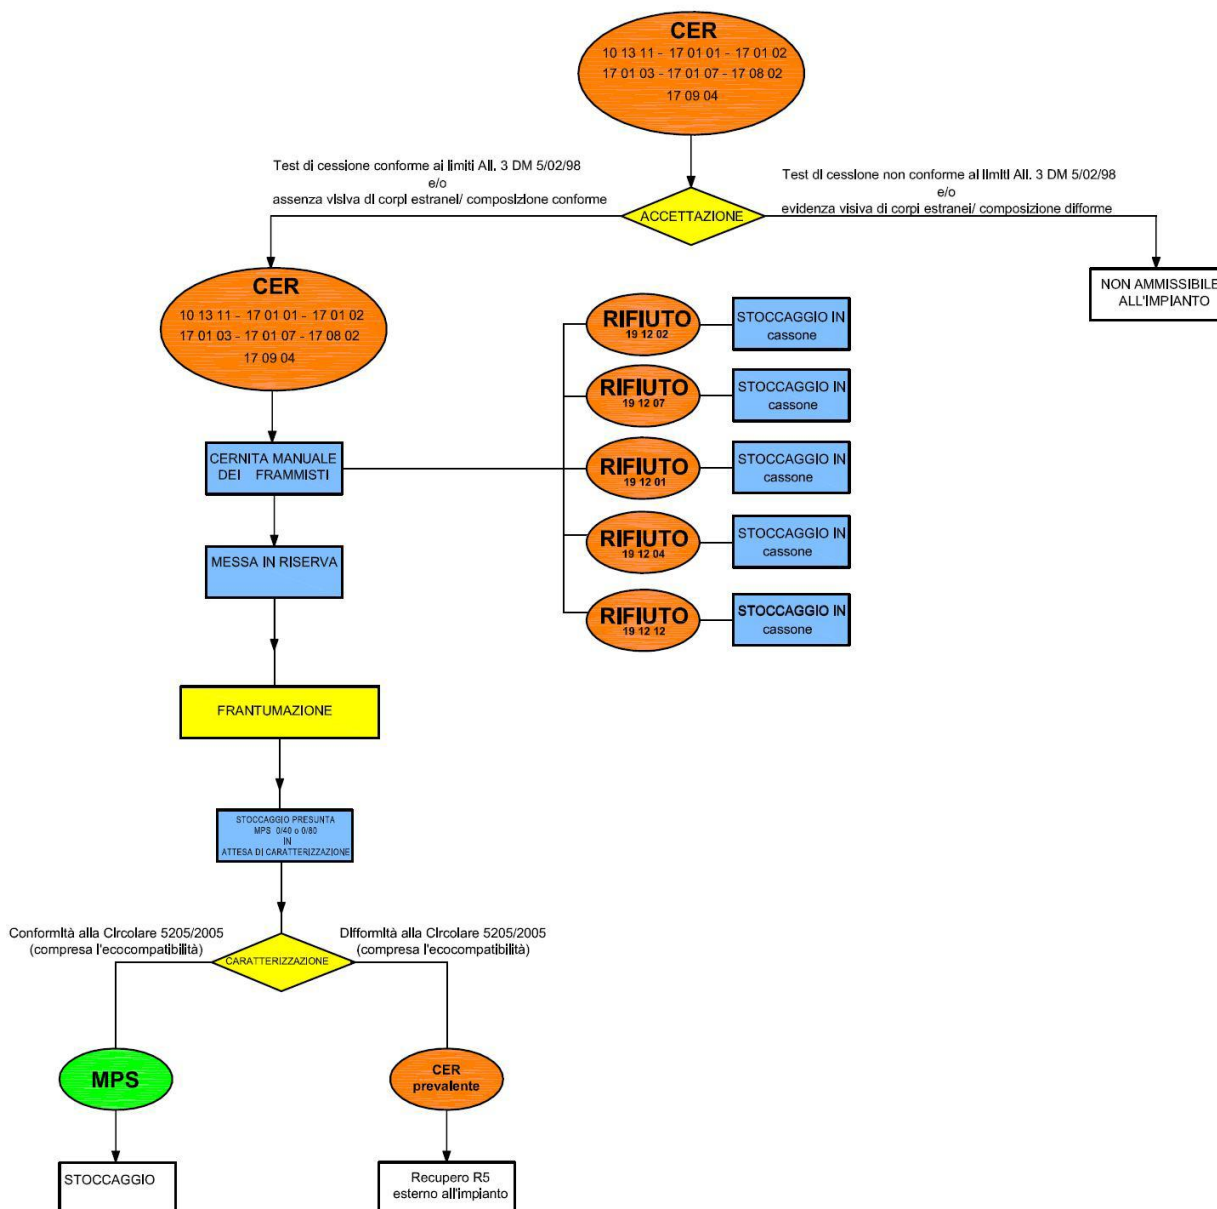 CER
10 13 11 - 17 01 01 - 17 01 02
17 01 03 - 17 01 07 - 17 08 02
17 09 04
Test di cessione conforme ai limiti All. 3 DM 5/02/98
e/o
assenza visiva di corpi estranei/ composizione conforme
Test di cessione non conforme ai limiti All. 3 DM 5/02/98
e/o
evidenza visiva di corpi estranei/ composizione difforme
ACCETTAZIONE
NON AMMISSIBILE
ALL'IMPIANTO
CER
10 13 11 - 17 01 01 - 17 01 02
17 01 03 - 17 01 07 - 17 08 02
17 09 04
RIFIUTO
19 12 02
STOCCAGGIO IN
cassone
RIFIUTO
19 12 07
STOCCAGGIO IN
cassone
CERNITA MANUALE
DEI FRAMMISTI
RIFIUTO
19 12 01
STOCCAGGIO IN
cassone
RIFIUTO
19 12 04
STOCCAGGIO IN
cassone
MESSA IN RISERVA
RIFIUTO
19 12 12
STOCCAGGIO IN
cassone
FRANTUMAZIONE
STOCCAGGIO PRESUNTA
MPS 0/40 o 0/80
IN
ATTESA DI CARATTERIZZAZIONE
Conformità alla Circolare 5205/2005
(compresa l'ecocompatibilità)
Difformità alla Circolare 5205/2005
(compresa l'ecocompatibilità)
CARATTERIZZAZIONE
MPS
CER
prevalente
STOCCAGGIO
Recupero R5
esterno all'impianto